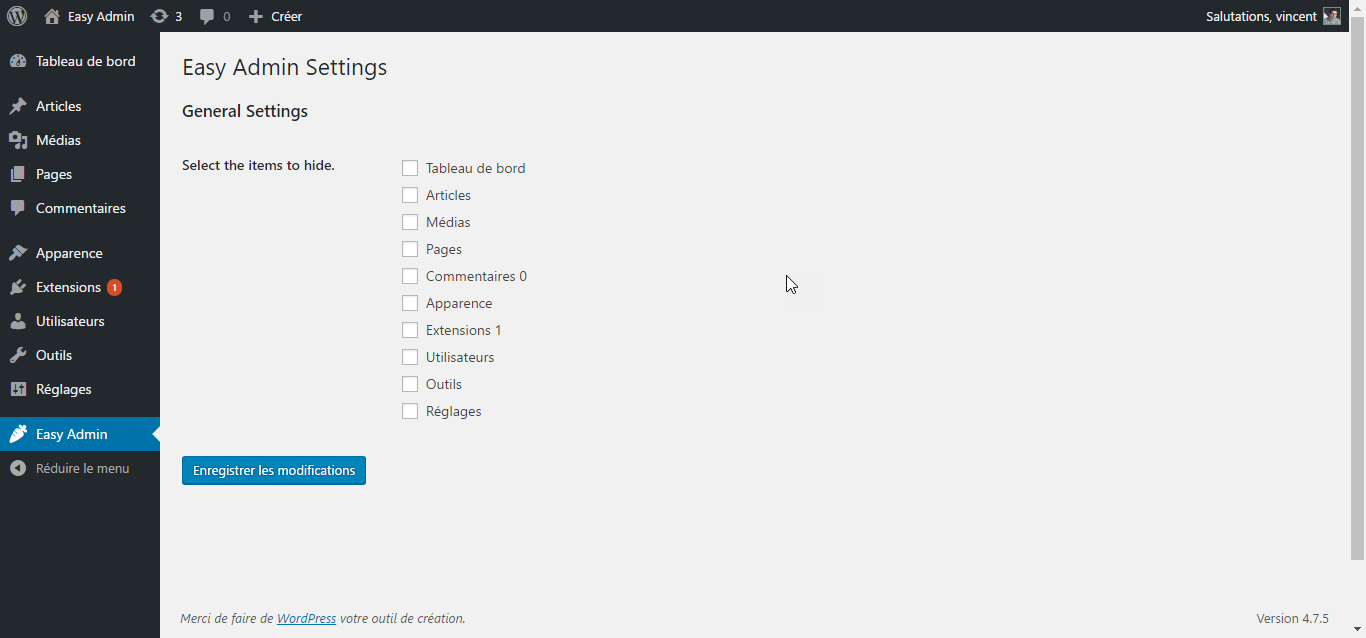 Easy Admin 3 0 Créer Salutations, vincent
Tableau de bord
Articles
Médias
Pages
Commentaires
Apparence
Extensions 1
Utilisateurs
Outils
Réglages
Easy Admin
Réduire le menu
Easy Admin Settings
General Settings
Select the items to hide.
Tableau de bord
Articles
Médias
Pages
Commentaires 0
Apparence
Extensions 1
Utilisateurs
Outils
Réglages
Enregistrer les modifications
Merci de faire de WordPress votre outil de création. Version 4.7.5